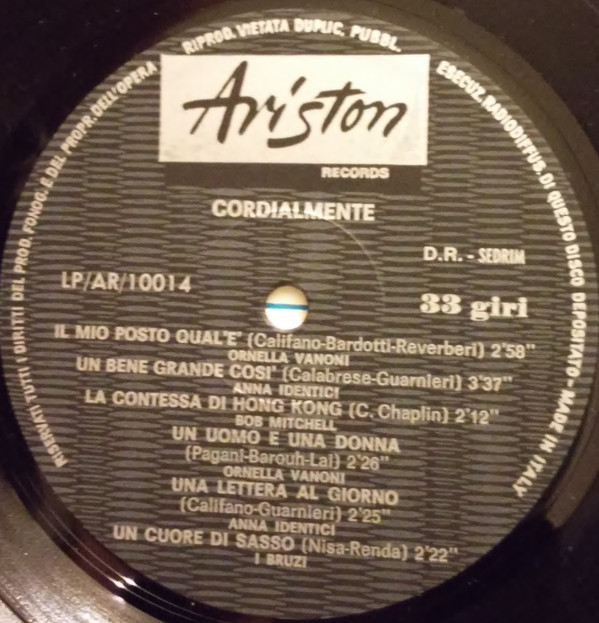 RISERVATI TUTTI I DIRITTI DEL PROD. FONOG. E DEL PROPR. DELL'OPERA
RIPROD. VIETATA DUPLIC. PUBBL.
ESECUZ. RADIODIFFUS. DI QUESTO DISCO DEPOSITATO - MADE IN ITALY
Ariston
RECORDS
CORDIALMENTE
D.R. - SEDRIM
LP/AR/10014
33 giri
IL MIO POSTO QUAL'E' (Califano-Bardotti-Reverberi) 2'58"
ORNELLA VANONI
UN BENE GRANDE COSI' (Calabrese-Guarnieri) 3'37"
ANNA IDENTICI
LA CONTESSA DI HONG KONG (C. Chaplin) 2'12"
BOB MITCHELL
UN UOMO E UNA DONNA
(Pagani-Barouh-Lai) 2'26"
ORNELLA VANONI
UNA LETTERA AL GIORNO
(Califano-Guarnieri) 2'25"
ANNA IDENTICI
UN CUORE DI SASSO (Nisa-Renda) 2'22"
I BRUZI